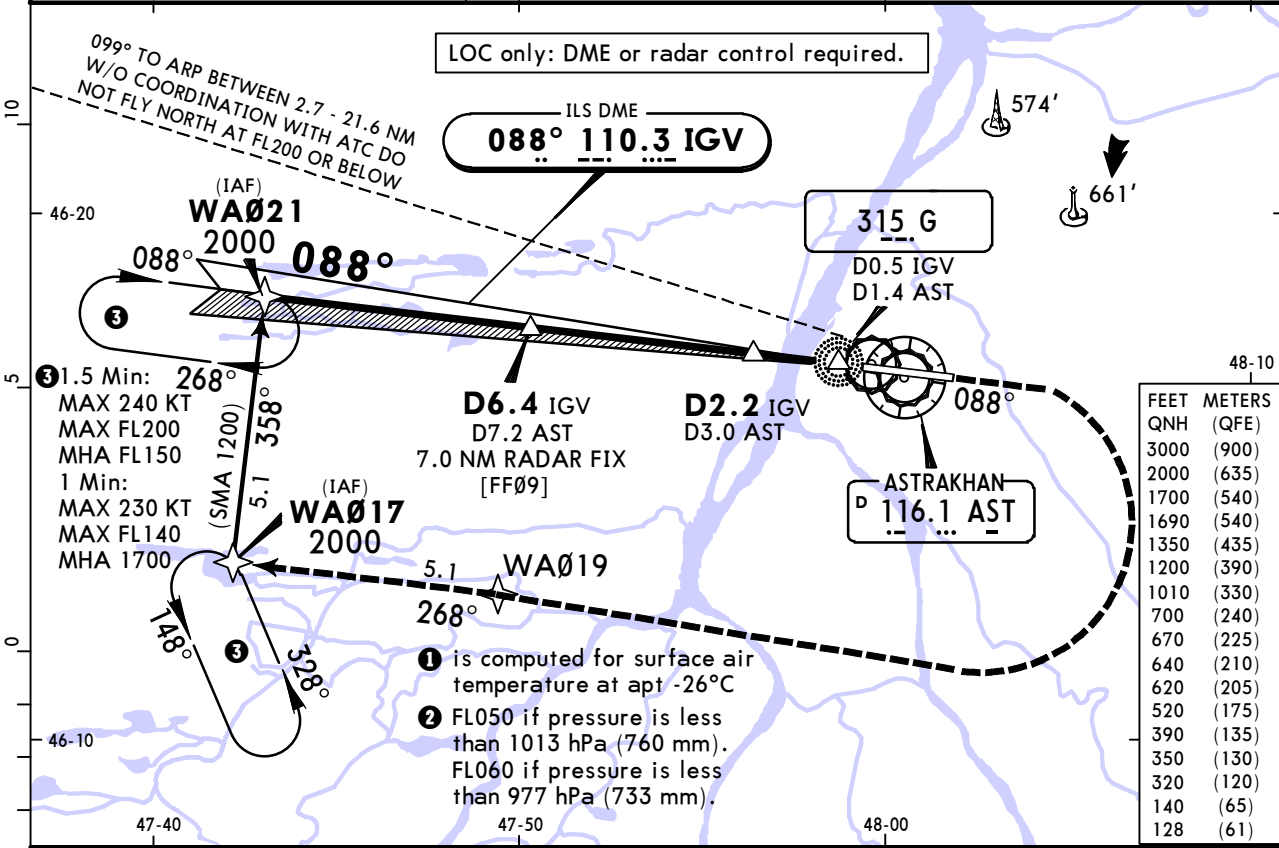 099° TO ARP BETWEEN 2.7 - 21.6 NM
W/O COORDINATION WITH ATC DO
NOT FLY NORTH AT FL200 OR BELOW
LOC only: DME or radar control required.
ILS DME
088° 110.3 IGV
574'
661'
10
46-20
(IAF)
WAØ21
2000
088°
088°
315 G
D0.5 IGV
D1.4 AST
3
268°
5
48-10
3 1.5 Min:
MAX 240 KT
MAX FL200
MHA FL150
1 Min:
MAX 230 KT
MAX FL140
MHA 1700
(SMA 1200)
5.1
358°
D6.4 IGV
D7.2 AST
7.0 NM RADAR FIX
[FFØ9]
D2.2 IGV
D3.0 AST
088°
ASTRAKHAN
D 116.1 AST
(IAF)
WAØ17
2000
5.1
268°
WAØ19
148°
3
328°
0
46-10
1 is computed for surface air
temperature at apt -26°C
2 FL050 if pressure is less
than 1013 hPa (760 mm).
FL060 if pressure is less
than 977 hPa (733 mm).
47-40
47-50
48-00
FEET METERS
QNH (QFE)
3000 (900)
2000 (635)
1700 (540)
1690 (540)
1350 (435)
1200 (390)
1010 (330)
700 (240)
670 (225)
640 (210)
620 (205)
520 (175)
390 (135)
350 (130)
320 (120)
140 (65)
128 (61)